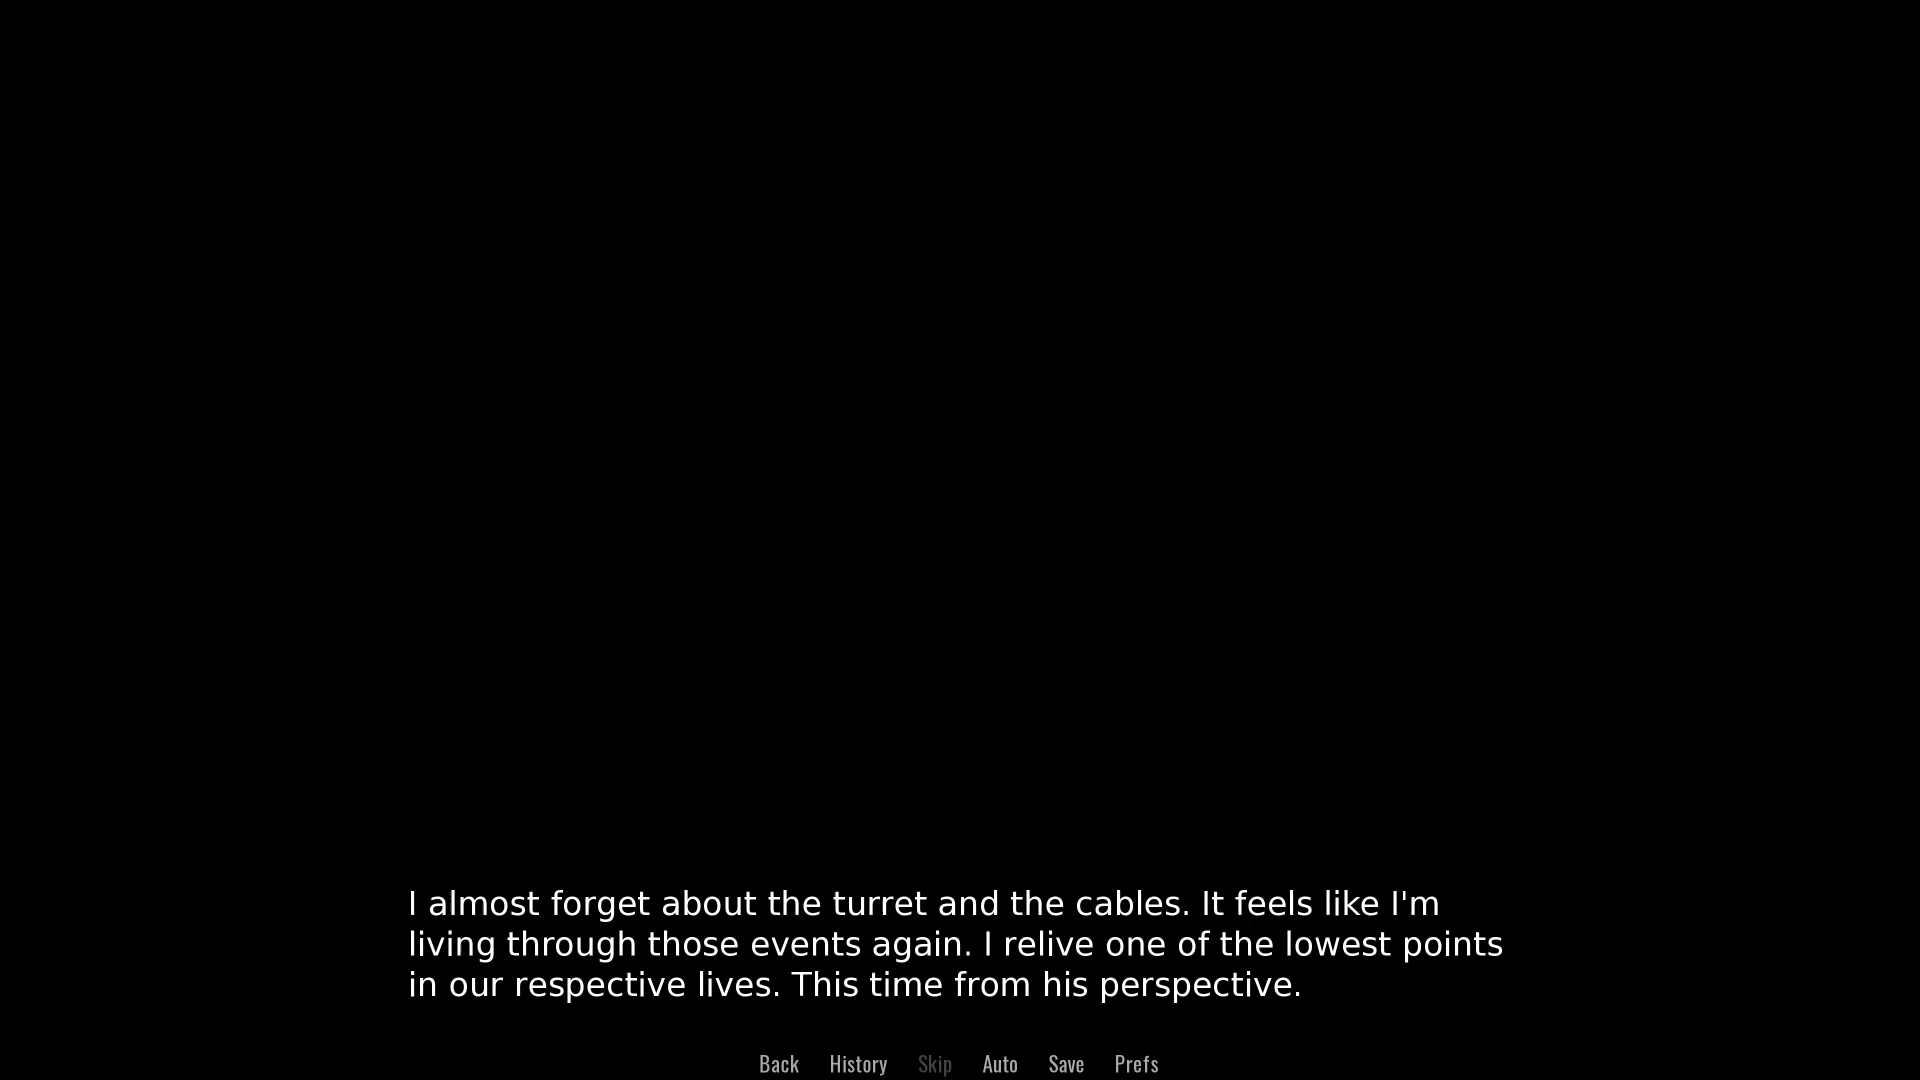 I almost forget about the turret and the cables. It feels like I'm
living through those events again. I relive one of the lowest points
in our respective lives. This time from his perspective.
Back History Skip Auto Save Prefs